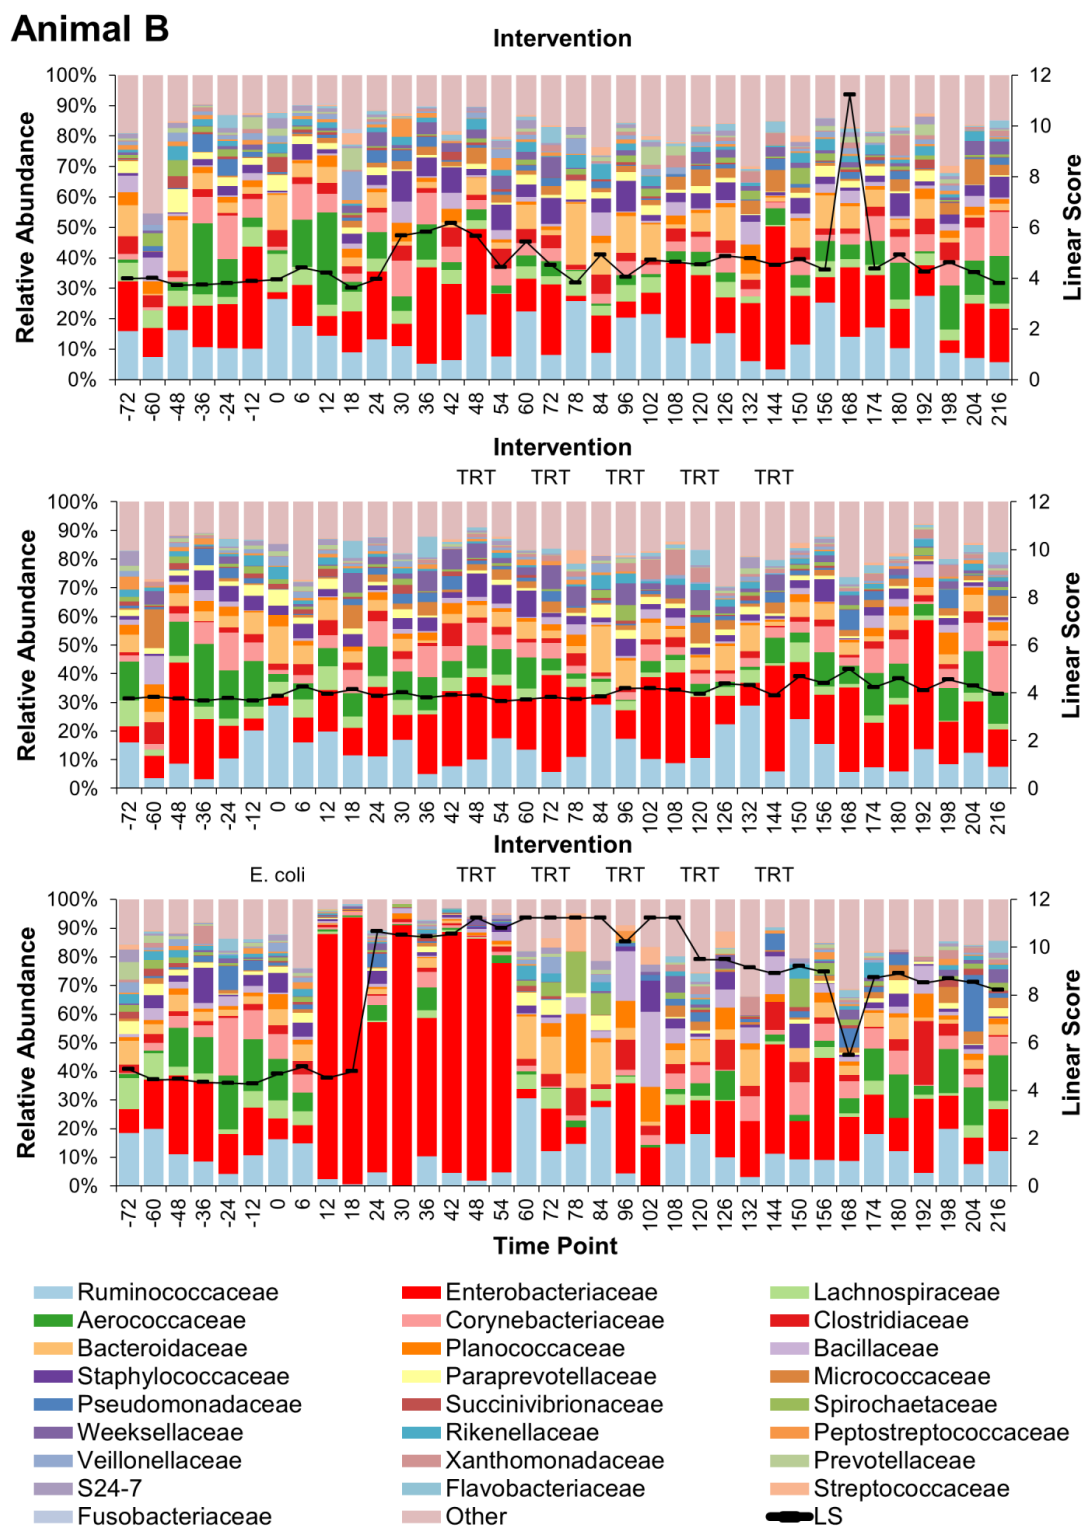 Animal B
Intervention
Relative Abundance
100%
90%
80%
70%
60%
50%
40%
30%
20%
10%
0%
12
10
8
6
4
2
0
Linear Score
-72 -60 -48 -36 -24 -12 0 6 12 18 24 30 36 42 48 54 60 72 78 84 96 102 108 120 126 132 144 150 156 168 174 180 192 198 204 216
Intervention
TRT TRT TRT TRT TRT
Relative Abundance
100%
90%
80%
70%
60%
50%
40%
30%
20%
10%
0%
12
10
8
6
4
2
0
Linear Score
-72 -60 -48 -36 -24 -12 0 6 12 18 24 30 36 42 48 54 60 72 78 84 96 102 108 120 126 132 144 150 156 168 174 180 192 198 204 216
Intervention
E. coli TRT TRT TRT TRT TRT
Relative Abundance
100%
90%
80%
70%
60%
50%
40%
30%
20%
10%
0%
12
10
8
6
4
2
0
Linear Score
-72 -60 -48 -36 -24 -12 0 6 12 18 24 30 36 42 48 54 60 72 78 84 96 102 108 120 126 132 144 150 156 168 174 180 192 198 204 216
Time Point
Ruminococcaceae Enterobacteriaceae Lachnospiraceae
Aerococcaceae Corynebacteriaceae Clostridiaceae
Bacteroidaceae Planococcaceae Bacillaceae
Staphylococcaceae Paraprevotellaceae Micrococcaceae
Pseudomonadaceae Succinivibrionaceae Spirochaetaceae
Weeksellaceae Rikenellaceae Peptostreptococcaceae
Veillonellaceae Xanthomonadaceae Prevotellaceae
S24-7 Flavobacteriaceae Streptococcaceae
Fusobacteriaceae Other LS